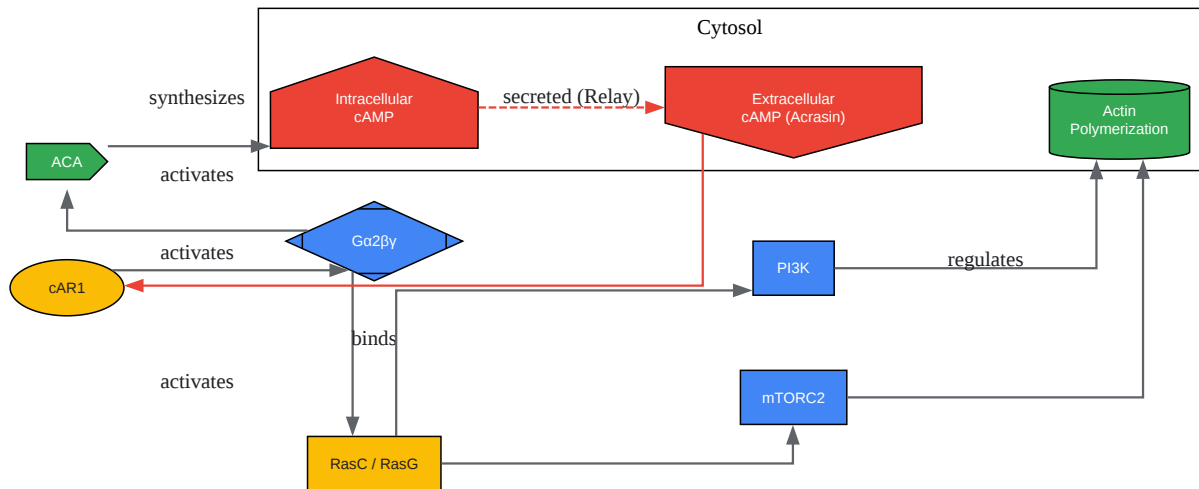 Cytosol
synthesizes
Intracellular
cAMP
secreted (Relay)
Extracellular
cAMP (Acrasin)
Actin
Polymerization
ACA
activates
Gα2βγ
activates
cAR1
PI3K
regulates
binds
activates
mTORC2
RasC / RasG